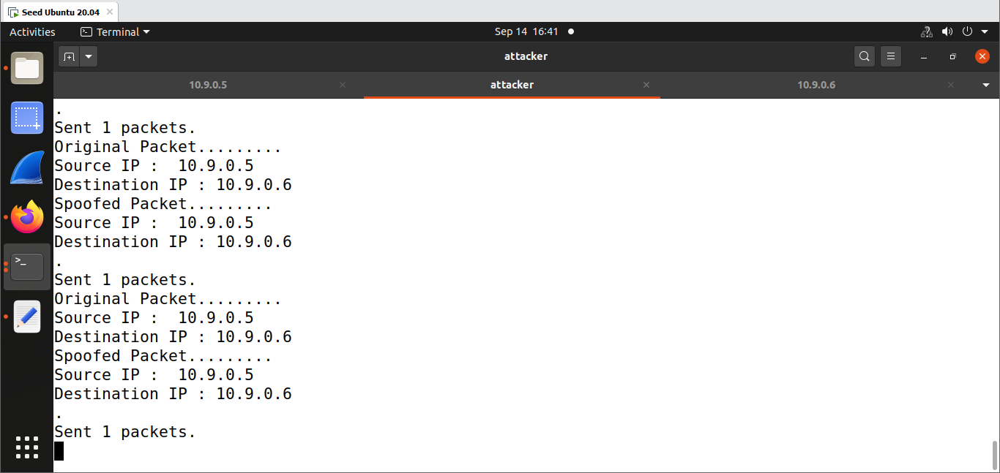 Seed Ubuntu 20.04
Activities
Terminal
Sep 14 16:41
attacker
10.9.0.5
attacker
10.9.0.6
.
Sent 1 packets.
Original Packet.........
Source IP :  10.9.0.5
Destination IP : 10.9.0.6
Spoofed Packet.........
Source IP :  10.9.0.5
Destination IP : 10.9.0.6
.
Sent 1 packets.
Original Packet.........
Source IP :  10.9.0.5
Destination IP : 10.9.0.6
Spoofed Packet.........
Source IP :  10.9.0.5
Destination IP : 10.9.0.6
.
Sent 1 packets.